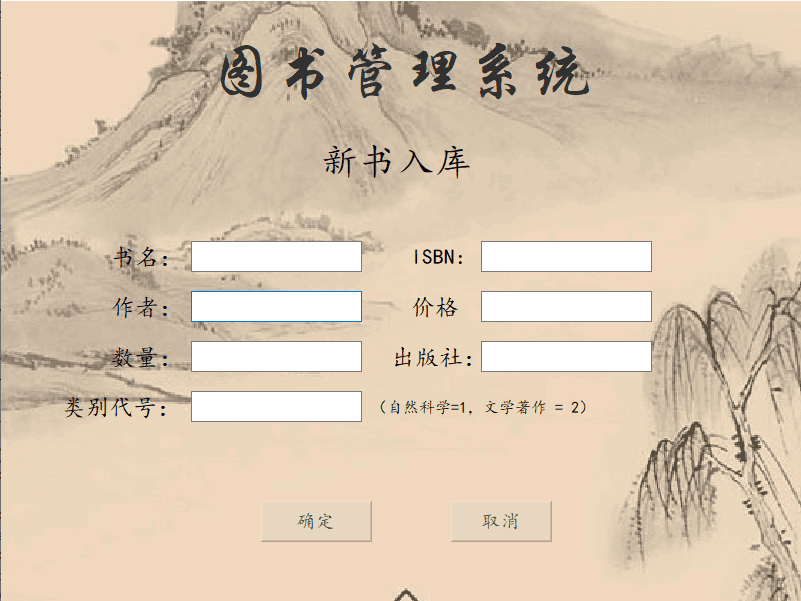 图书管理系统
新书入库
书名： ISBN：
作者： 价格
数量： 出版社：
类别代号： （自然科学=1，文学著作 = 2）
确定 取消